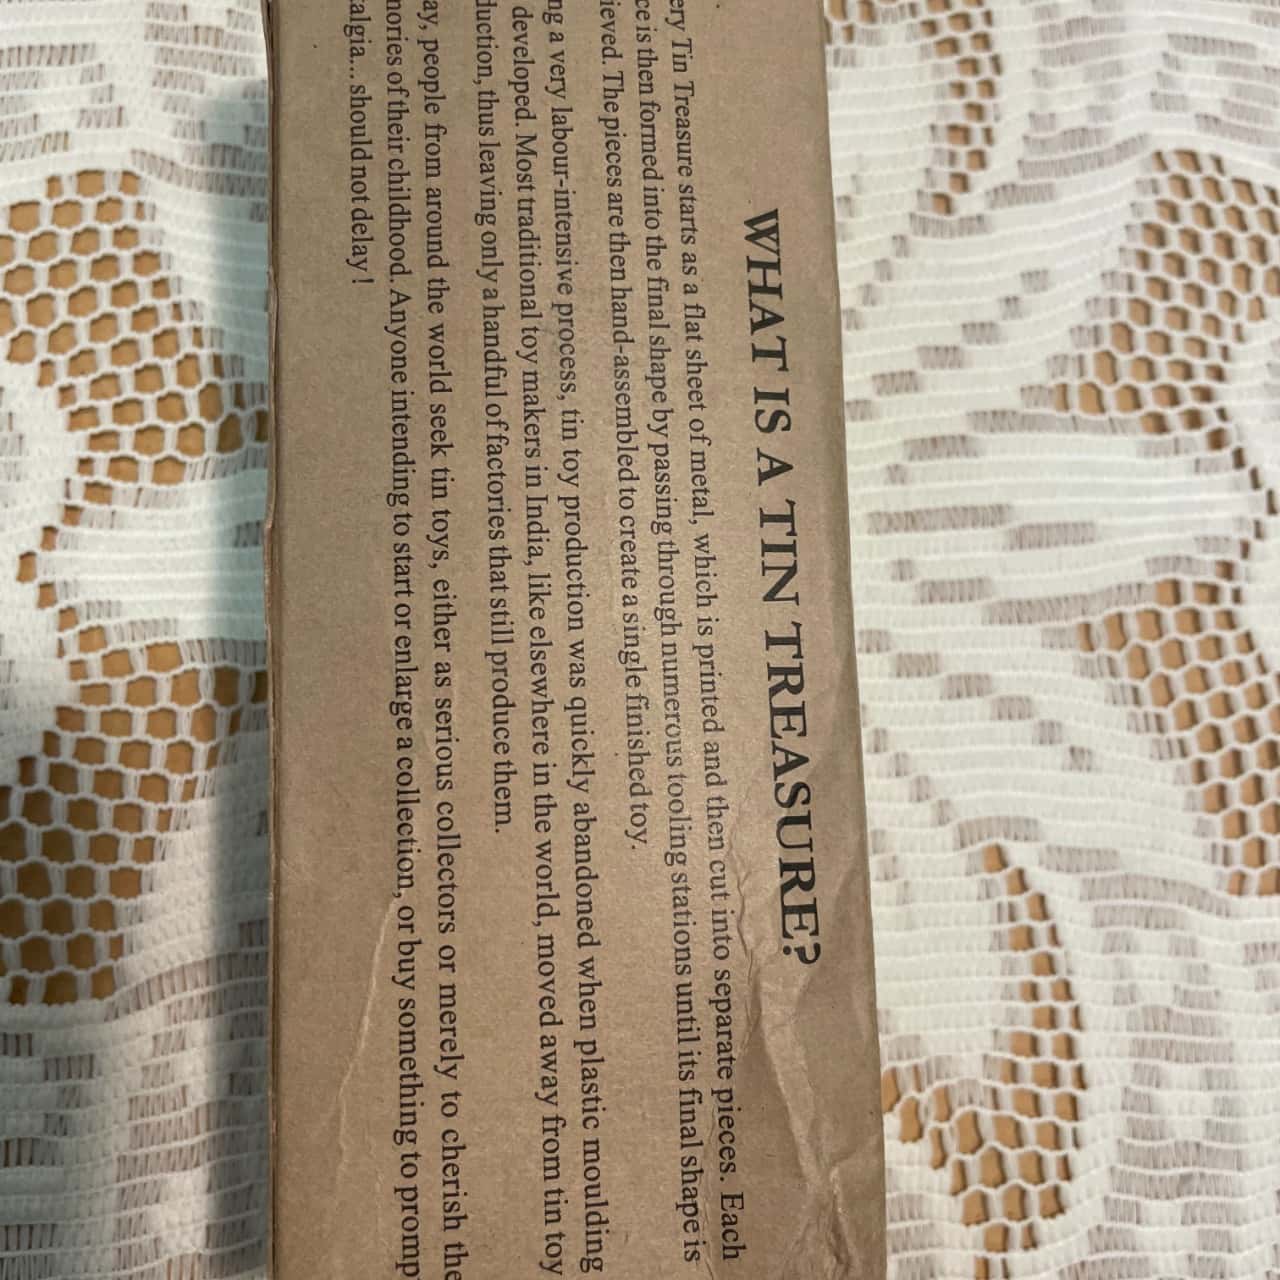 WHAT IS A TIN TREASURE?
ery Tin Treasure starts as a flat sheet of metal, which is printed and then cut into separate pieces. Each
ce is then formed into the final shape by passing through numerous tooling stations until its final shape is
ieved. The pieces are then hand-assembled to create a single finished toy.
ng a very labour-intensive process, tin toy production was quickly abandoned when plastic moulding
developed. Most traditional toy makers in India, like elsewhere in the world, moved away from tin toy
duction, thus leaving only a handful of factories that still produce them.
ay, people from around the world seek tin toys, either as serious collectors or merely to cherish the
mories of their childhood. Anyone intending to start or enlarge a collection, or buy something to promp
talgia... should not delay !